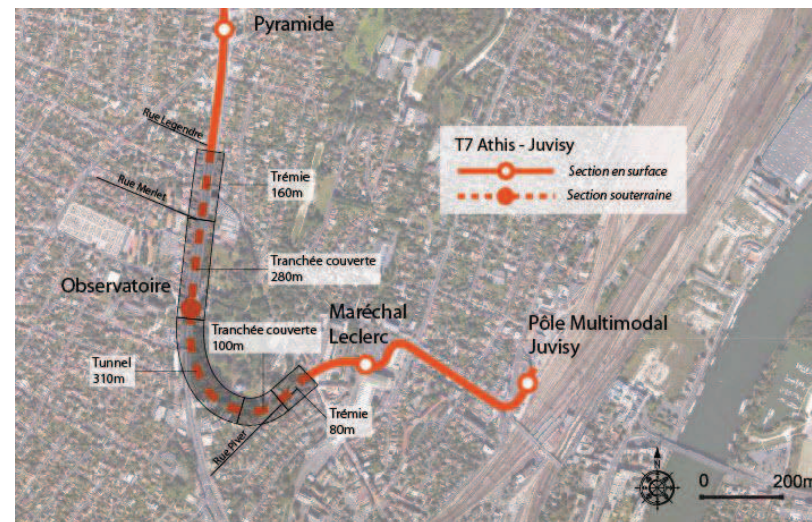 Pyramide
Rue Legendre
T7 Athis - Juvisy
Section en surface
Section souterraine
Trémie
160m
Rue Merlet
Tranchée couverte
280m
Observatoire
Maréchal
Leclerc
Tranchée couverte
100m
Pôle Multimodal
Juvisy
Tunnel
310m
Trémie
80m
Rue Piver
N
0 200m